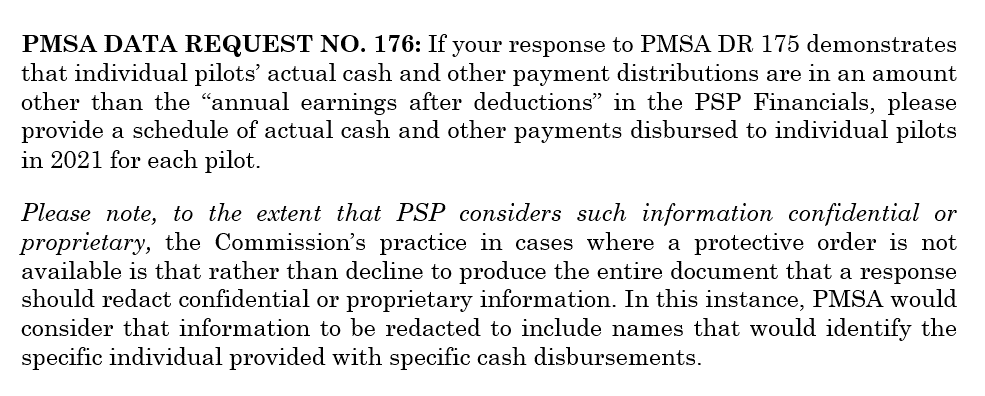 PMSA DATA REQUEST NO. 176: If your response to PMSA DR 175 demonstrates
that individual pilots’ actual cash and other payment distributions are in an amount
other than the “annual earnings after deductions” in the PSP Financials, please
provide a schedule of actual cash and other payments disbursed to individual pilots
in 2021 for each pilot.
Please note, to the extent that PSP considers such information confidential or
proprietary, the Commission’s practice in cases where a protective order is not
available is that rather than decline to produce the entire document that a response
should redact confidential or proprietary information. In this instance, PMSA would
consider that information to be redacted to include names that would identify the
specific individual provided with specific cash disbursements.